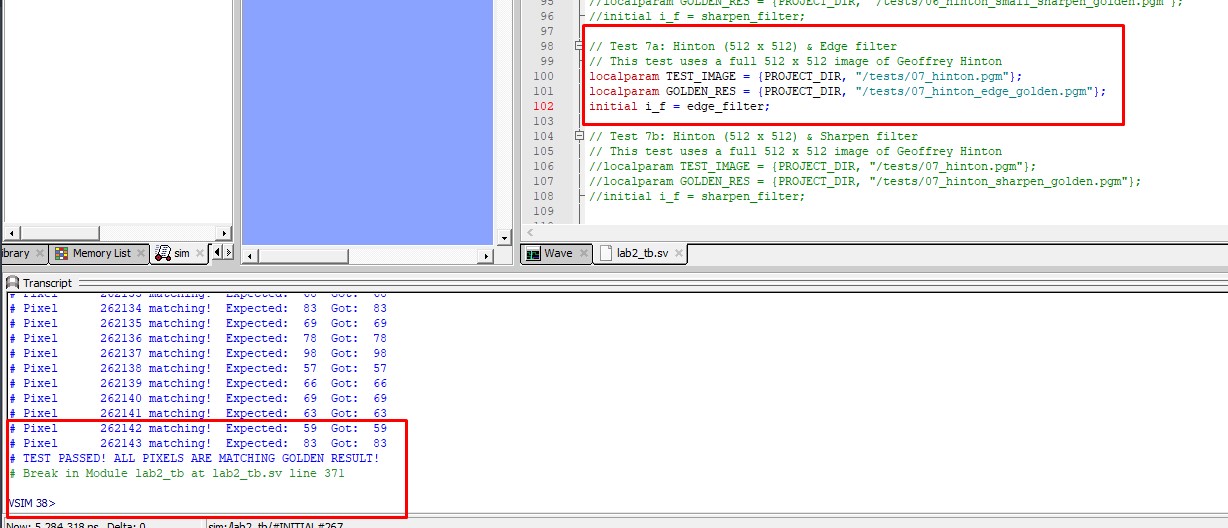 95 //localparam GOLDEN_RES = {PROJECT_DIR, "/tests/06_hinton_small_sharpen_golden.pgm"};
96 //initial i_f = sharpen_filter;
97
98 // Test 7a: Hinton (512 x 512) & Edge filter
99 // This test uses a full 512 x 512 image of Geoffrey Hinton
100 localparam TEST_IMAGE = {PROJECT_DIR, "/tests/07_hinton.pgm"};
101 localparam GOLDEN_RES = {PROJECT_DIR, "/tests/07_hinton_edge_golden.pgm"};
102 initial i_f = edge_filter;
103
104 // Test 7b: Hinton (512 x 512) & Sharpen filter
105 // This test uses a full 512 x 512 image of Geoffrey Hinton
106 //localparam TEST_IMAGE = {PROJECT_DIR, "/tests/07_hinton.pgm"};
107 //localparam GOLDEN_RES = {PROJECT_DIR, "/tests/07_hinton_sharpen_golden.pgm"};
108 //initial i_f = sharpen_filter;
109
ibrary Memory List sim Wave lab2_tb.sv
Transcript
# Pixel 262133 matching! Expected: 66 Got: 66
# Pixel 262134 matching! Expected: 83 Got: 83
# Pixel 262135 matching! Expected: 69 Got: 69
# Pixel 262136 matching! Expected: 78 Got: 78
# Pixel 262137 matching! Expected: 98 Got: 98
# Pixel 262138 matching! Expected: 57 Got: 57
# Pixel 262139 matching! Expected: 66 Got: 66
# Pixel 262140 matching! Expected: 69 Got: 69
# Pixel 262141 matching! Expected: 63 Got: 63
# Pixel 262142 matching! Expected: 59 Got: 59
# Pixel 262143 matching! Expected: 83 Got: 83
# TEST PASSED! ALL PIXELS ARE MATCHING GOLDEN RESULT!
# Break in Module lab2_tb at lab2_tb.sv line 371
VSIM 38>
Now: 5,284,318 ns Delta: 0 sim:/lab2_tb/#INITIAL#267